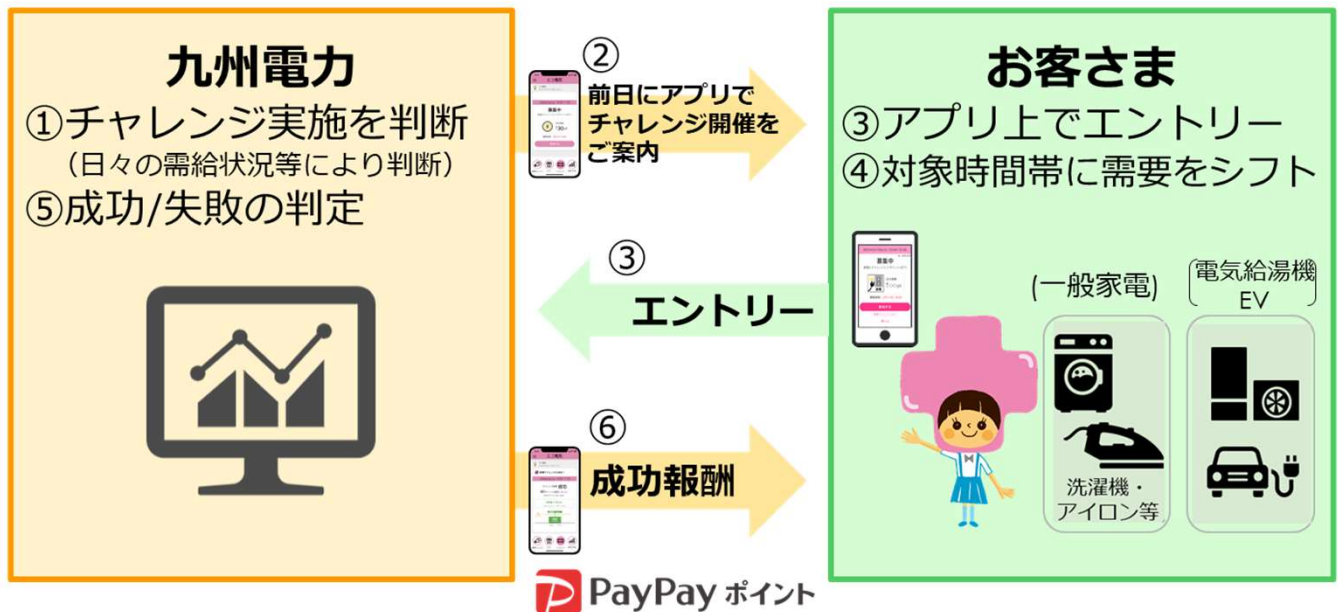 九州電力
①チャレンジ実施を判断
（日々の需給状況等により判断）
⑤成功/失敗の判定
②
前日にアプリで
チャレンジ開催を
ご案内
③
エントリー
⑥
成功報酬
PayPay ポイント
お客さま
③アプリ上でエントリー
④対象時間帯に需要をシフト
募集中
(一般家電)
洗濯機・
アイロン等
電気給湯機
EV